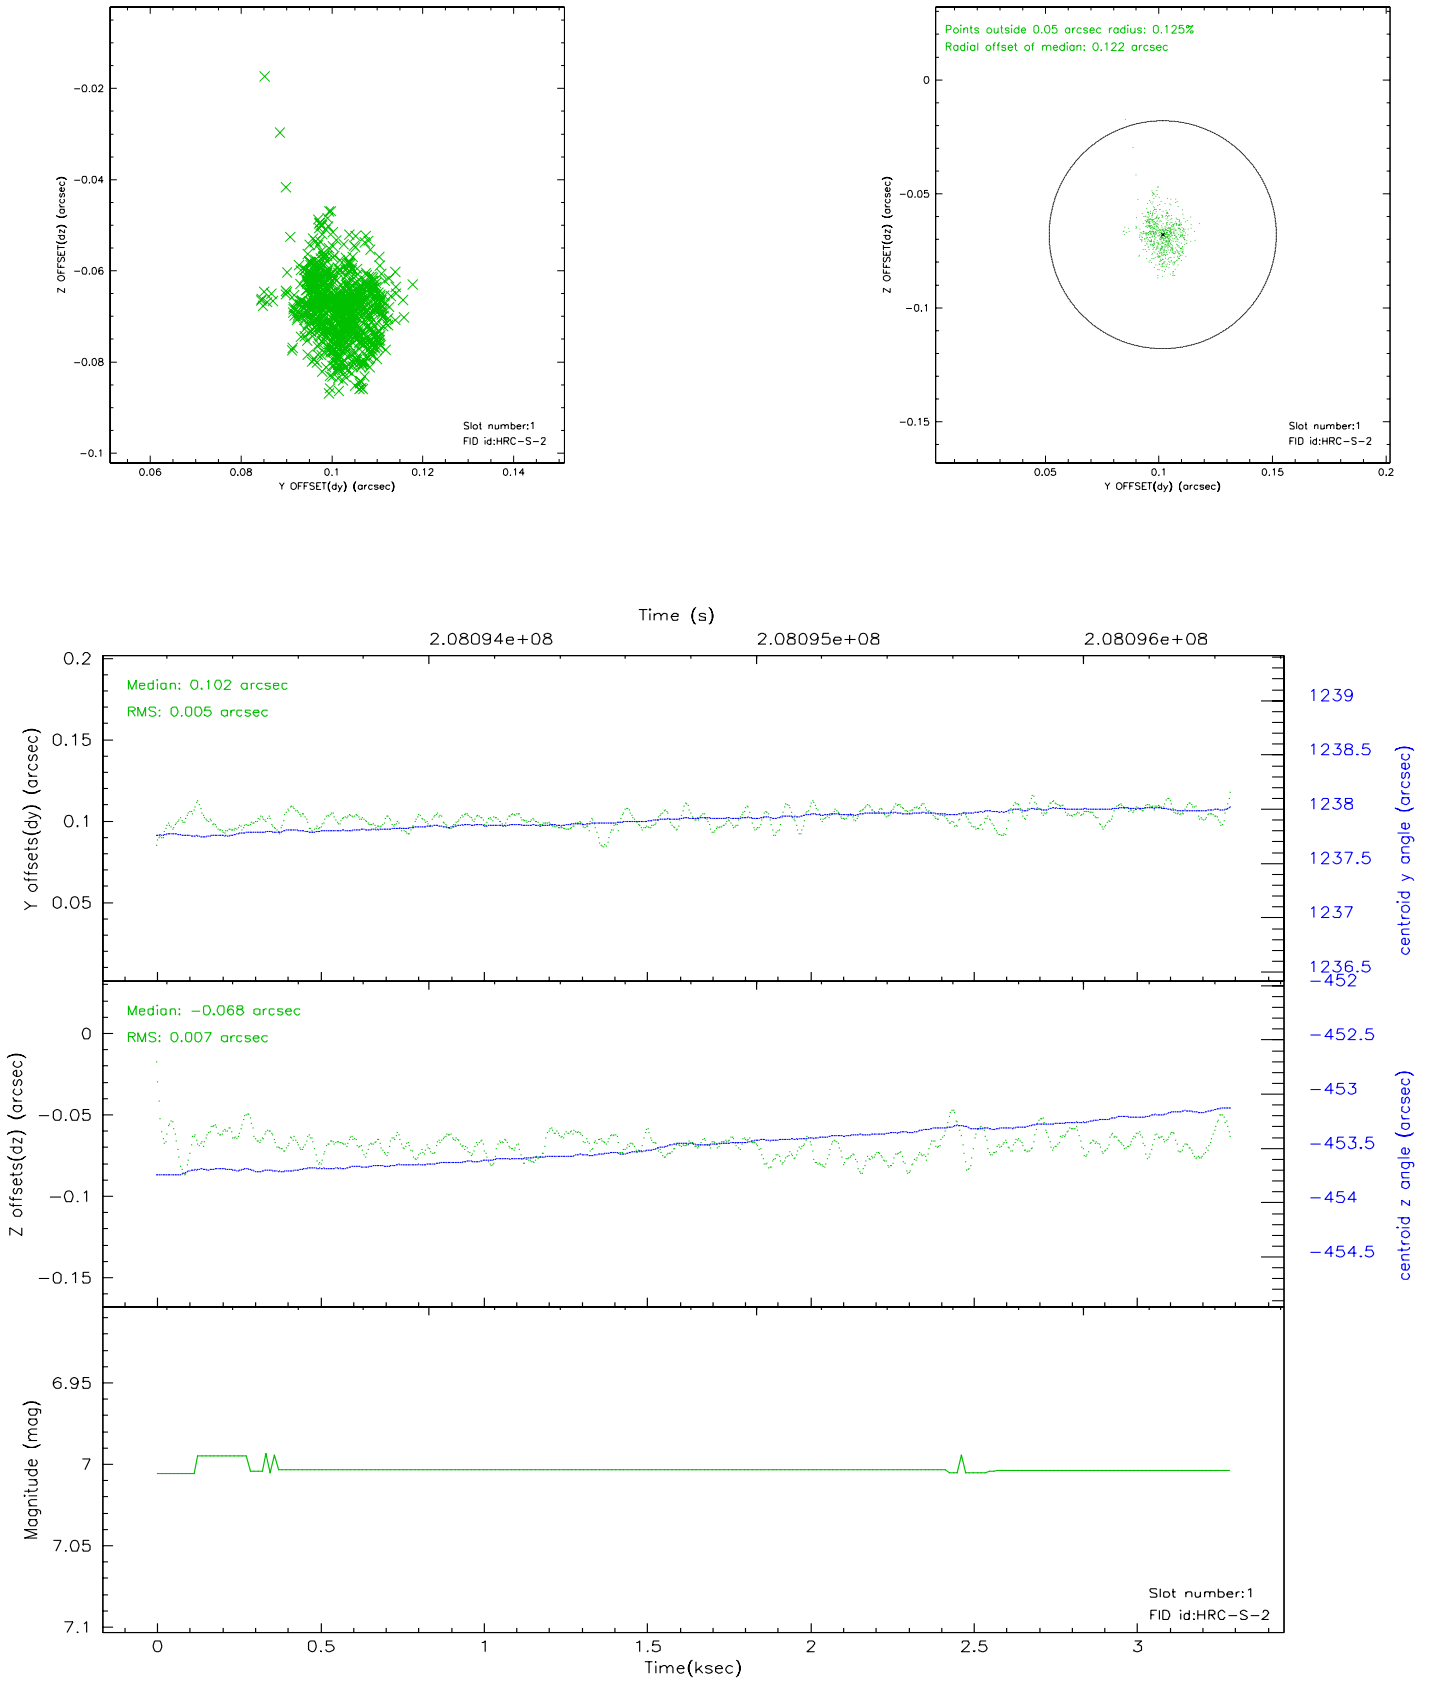 −0.02
−0.04
−0.06
−0.08
−0.1
Z OFFSET(dz) (arcsec)
0.06 0.08 0.1 0.12 0.14
Y OFFSET(dy) (arcsec)
Slot number:1
FID id:HRC−S−2
Points outside 0.05 arcsec radius: 0.125%
Radial offset of median: 0.122 arcsec
0
−0.05
−0.1
−0.15
Z OFFSET(dz) (arcsec)
0.05 0.1 0.15 0.2
Y OFFSET(dy) (arcsec)
Slot number:1
FID id:HRC−S−2
Time (s)
2.08094e+08 2.08095e+08 2.08096e+08
Median: 0.102 arcsec
RMS: 0.005 arcsec
0.2
0.15
0.1
0.05
Y offsets(dy) (arcsec)
1239
1238.5
1238
1237.5
1237
1236.5
centroid y angle (arcsec)
Median: −0.068 arcsec
RMS: 0.007 arcsec
0
−0.05
−0.1
−0.15
Z offsets(dz) (arcsec)
−452
−452.5
−453
−453.5
−454
−454.5
centroid z angle (arcsec)
6.95
7
7.05
7.1
Magnitude (mag)
Slot number:1
FID id:HRC−S−2
0 0.5 1 1.5 2 2.5 3
Time(ksec)